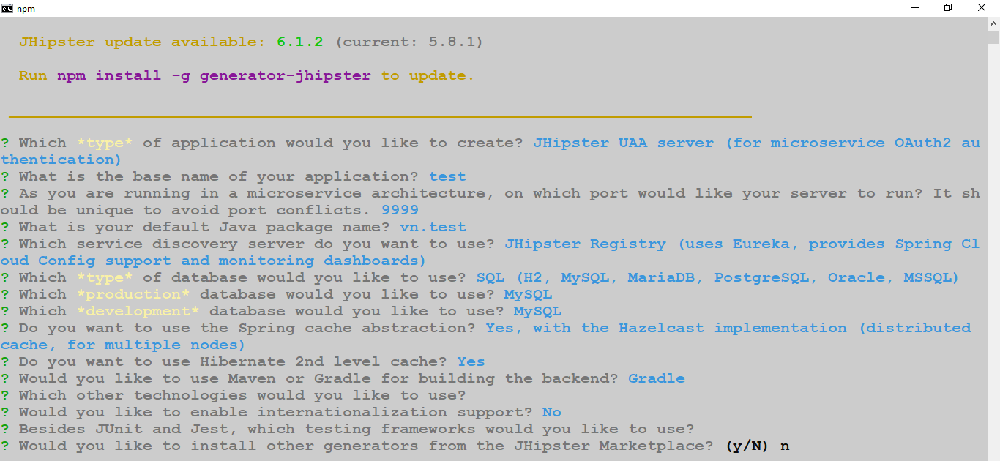 npm
JHipster update available: 6.1.2 (current: 5.8.1)
Run npm install -g generator-jhipster to update.
? Which *type* of application would you like to create? JHipster UAA server (for microservice OAuth2 au
thentication)
? What is the base name of your application? test
? As you are running in a microservice architecture, on which port would like your server to run? It sh
ould be unique to avoid port conflicts. 9999
? What is your default Java package name? vn.test
? Which service discovery server do you want to use? JHipster Registry (uses Eureka, provides Spring Cl
oud Config support and monitoring dashboards)
? Which *type* of database would you like to use? SQL (H2, MySQL, MariaDB, PostgreSQL, Oracle, MSSQL)
? Which *production* database would you like to use? MySQL
? Which *development* database would you like to use? MySQL
? Do you want to use the Spring cache abstraction? Yes, with the Hazelcast implementation (distributed
cache, for multiple nodes)
? Do you want to use Hibernate 2nd level cache? Yes
? Would you like to use Maven or Gradle for building the backend? Gradle
? Which other technologies would you like to use?
? Would you like to enable internationalization support? No
? Besides JUnit and Jest, which testing frameworks would you like to use?
? Would you like to install other generators from the JHipster Marketplace? (y/N) n